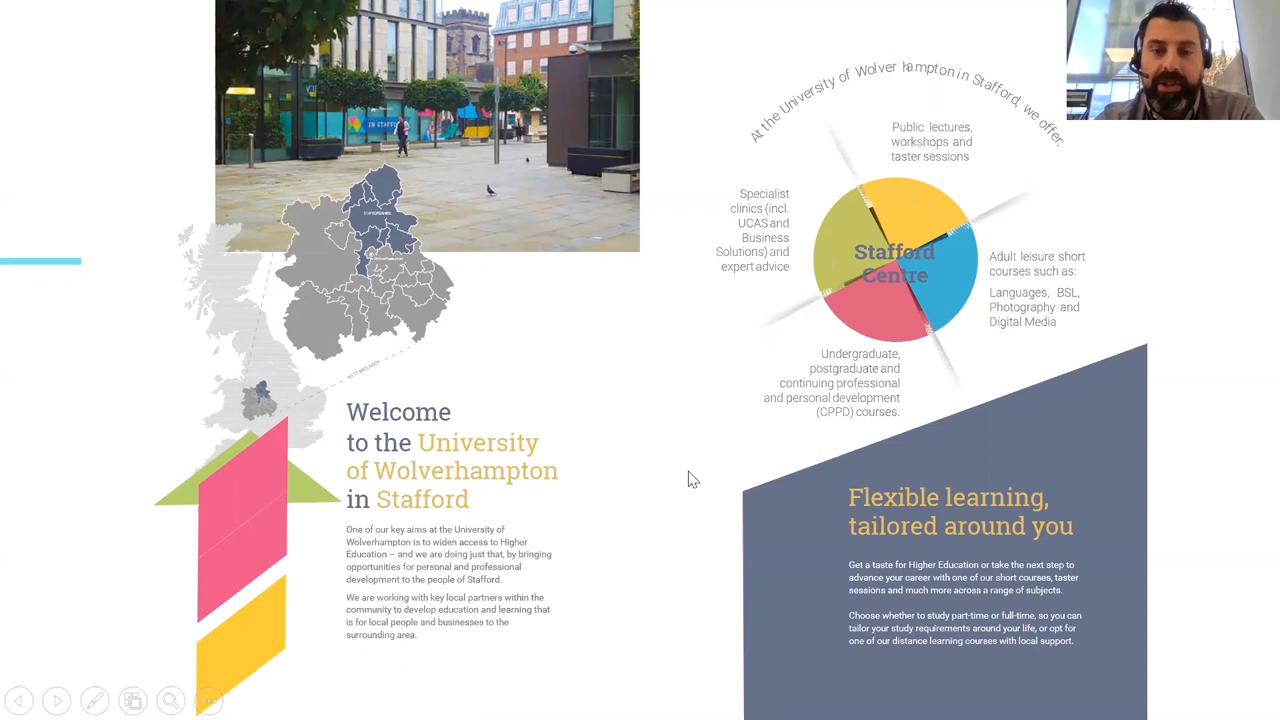 IN STAFFORD
STAFFORDSHIRE
WEST MIDLANDS
Welcome
to the University
of Wolverhampton
in Stafford
One of our key aims at the University of
Wolverhampton is to widen access to Higher
Education – and we are doing just that, by bringing
opportunities for personal and professional
development to the people of Stafford.
We are working with key local partners within the
community to develop education and learning that
is for local people and businesses to the
surrounding area.
At the University of Wolverhampton in Stafford, we offer:
Public lectures,
workshops and
taster sessions
Specialist
clinics (incl.
UCAS and
Business
Solutions) and
expert advice
Stafford
Centre
Adult leisure short
courses such as:
Languages, BSL,
Photography and
Digital Media
Undergraduate,
postgraduate and
continuing professional
and personal development
(CPPD) courses.
Flexible learning,
tailored around you
Get a taste for Higher Education or take the next step to
advance your career with one of our short courses, taster
sessions and much more across a range of subjects.
Choose whether to study part-time or full-time, so you can
tailor your study requirements around your life, or opt for
one of our distance learning courses with local support.